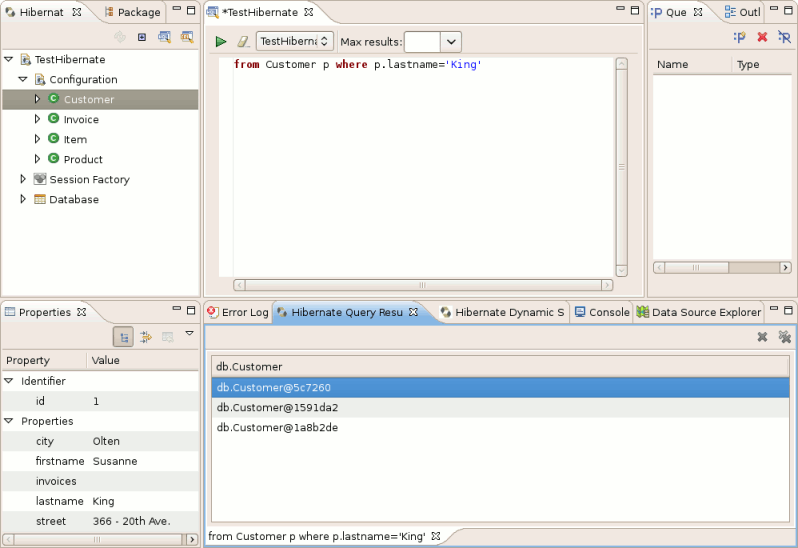 Hibernat
Package
TestHibernate
Configuration
Customer
Invoice
Item
Product
Session Factory
Database
*TestHibernate
TestHiberna
Max results:
from Customer p where p.lastname='King'
Que
Outl
Name Type
Properties
Property Value
Identifier
id 1
Properties
city Olten
firstname Susanne
invoices
lastname King
street 366 - 20th Ave.
Error Log
Hibernate Query Resu
Hibernate Dynamic S
Console
Data Source Explorer
db.Customer
db.Customer@5c7260
db.Customer@1591da2
db.Customer@1a8b2de
from Customer p where p.lastname='King'